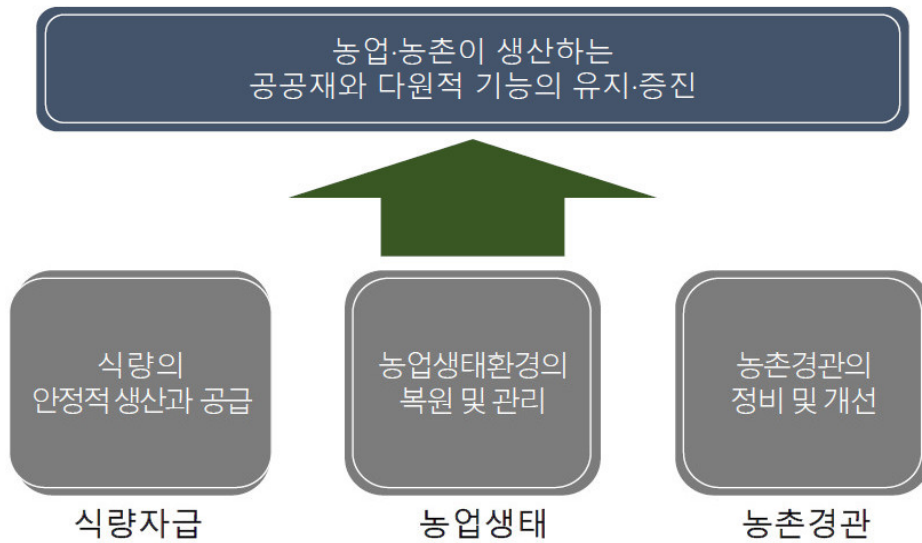 농업·농촌이 생산하는
공공재와 다원적 기능의 유지·증진
식량의
안정적 생산과 공급
농업생태환경의
복원 및 관리
농촌경관의
정비 및 개선
식량자급
농업생태
농촌경관